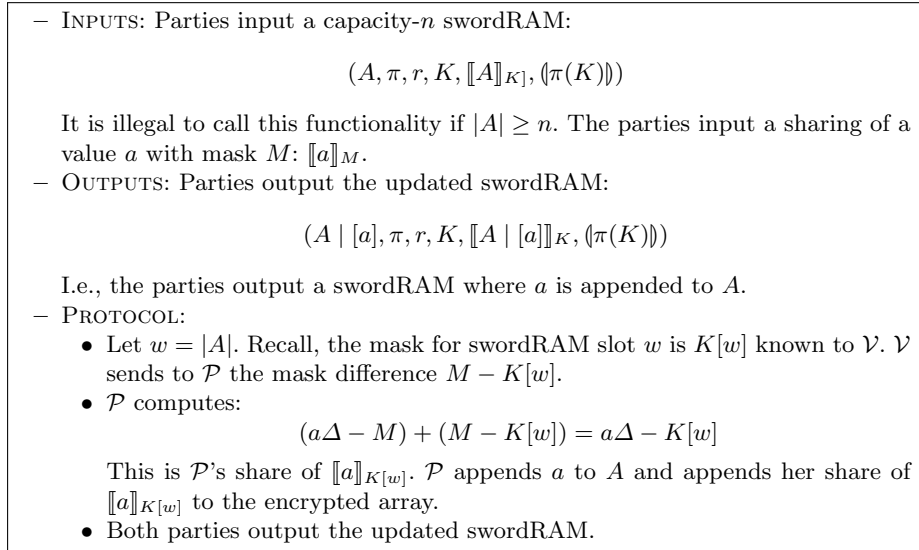 – INPUTS: Parties input a capacity-n swordRAM:
(A, π, r, K, ⟦A⟧_{K]}, ⦇π(K)⦈))
It is illegal to call this functionality if |A| ≥ n. The parties input a sharing of a
value a with mask M: ⟦a⟧_M.
– OUTPUTS: Parties output the updated swordRAM:
(A | [a], π, r, K, ⟦A | [a]⟧_K, ⦇π(K)⦈))
I.e., the parties output a swordRAM where a is appended to A.
– PROTOCOL:
• Let w = |A|. Recall, the mask for swordRAM slot w is K[w] known to 𝒱. 𝒱
sends to 𝒫 the mask difference M − K[w].
• 𝒫 computes:
(aΔ − M) + (M − K[w]) = aΔ − K[w]
This is 𝒫's share of ⟦a⟧_{K[w]}. 𝒫 appends a to A and appends her share of
⟦a⟧_{K[w]} to the encrypted array.
• Both parties output the updated swordRAM.